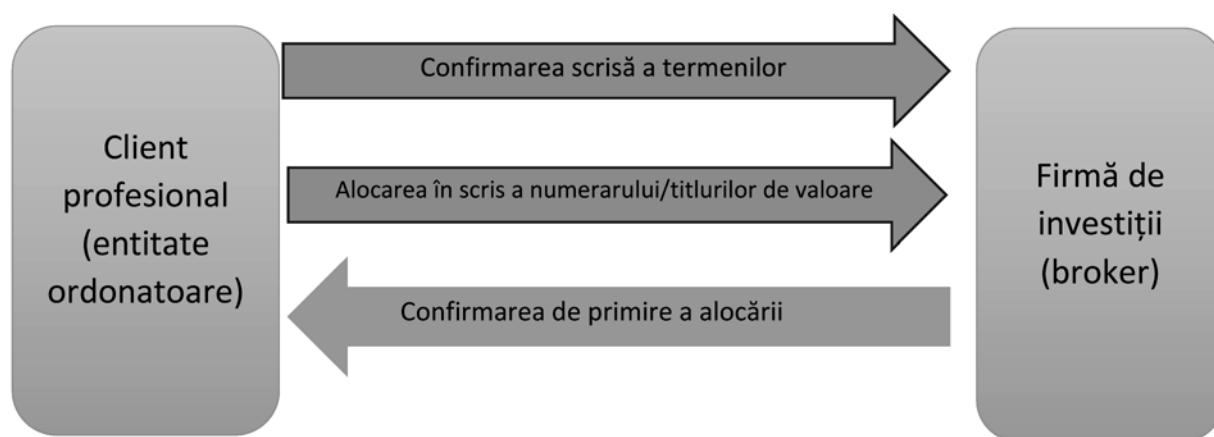 Client
profesional
(entitate
ordonatoare)
Confirmarea scrisă a termenilor
Alocarea în scris a numerarului/titlurilor de valoare
Confirmarea de primire a alocării
Firmă de
investiții
(broker)